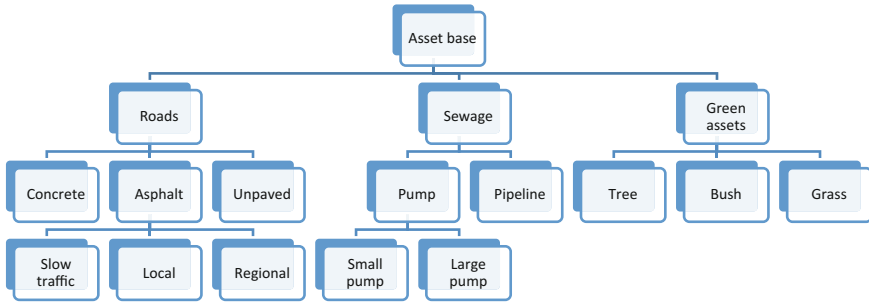 Asset base
Roads
Sewage
Green
assets
Concrete
Asphalt
Unpaved
Pump
Pipeline
Tree
Bush
Grass
Slow
traffic
Local
Regional
Small
pump
Large
pump